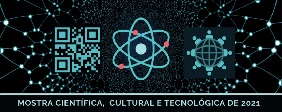 MOSTRA CIENTÍFICA, CULTURAL E TECNOLÓGICA DE 2021